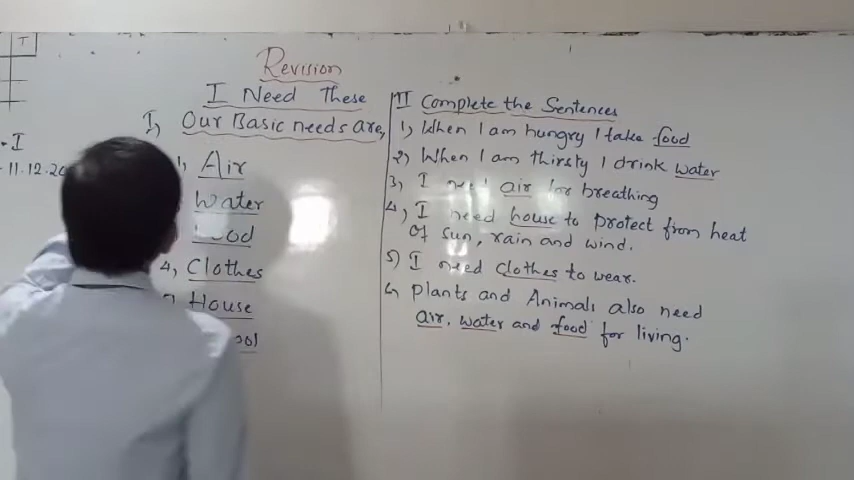 T
I
11.12.20
Revision
I Need These
I, Our Basic needs are,
1, Air
Water
4, Clothes
House
II Complete the Sentences
1, When I am hungry I take food
2, When I am thirsty I drink water
3, I air for breathing
4, I need house to protect from heat
of sun, rain and wind.
5) I need clothes to wear.
6, Plants and Animals also need
air, water and food for living.